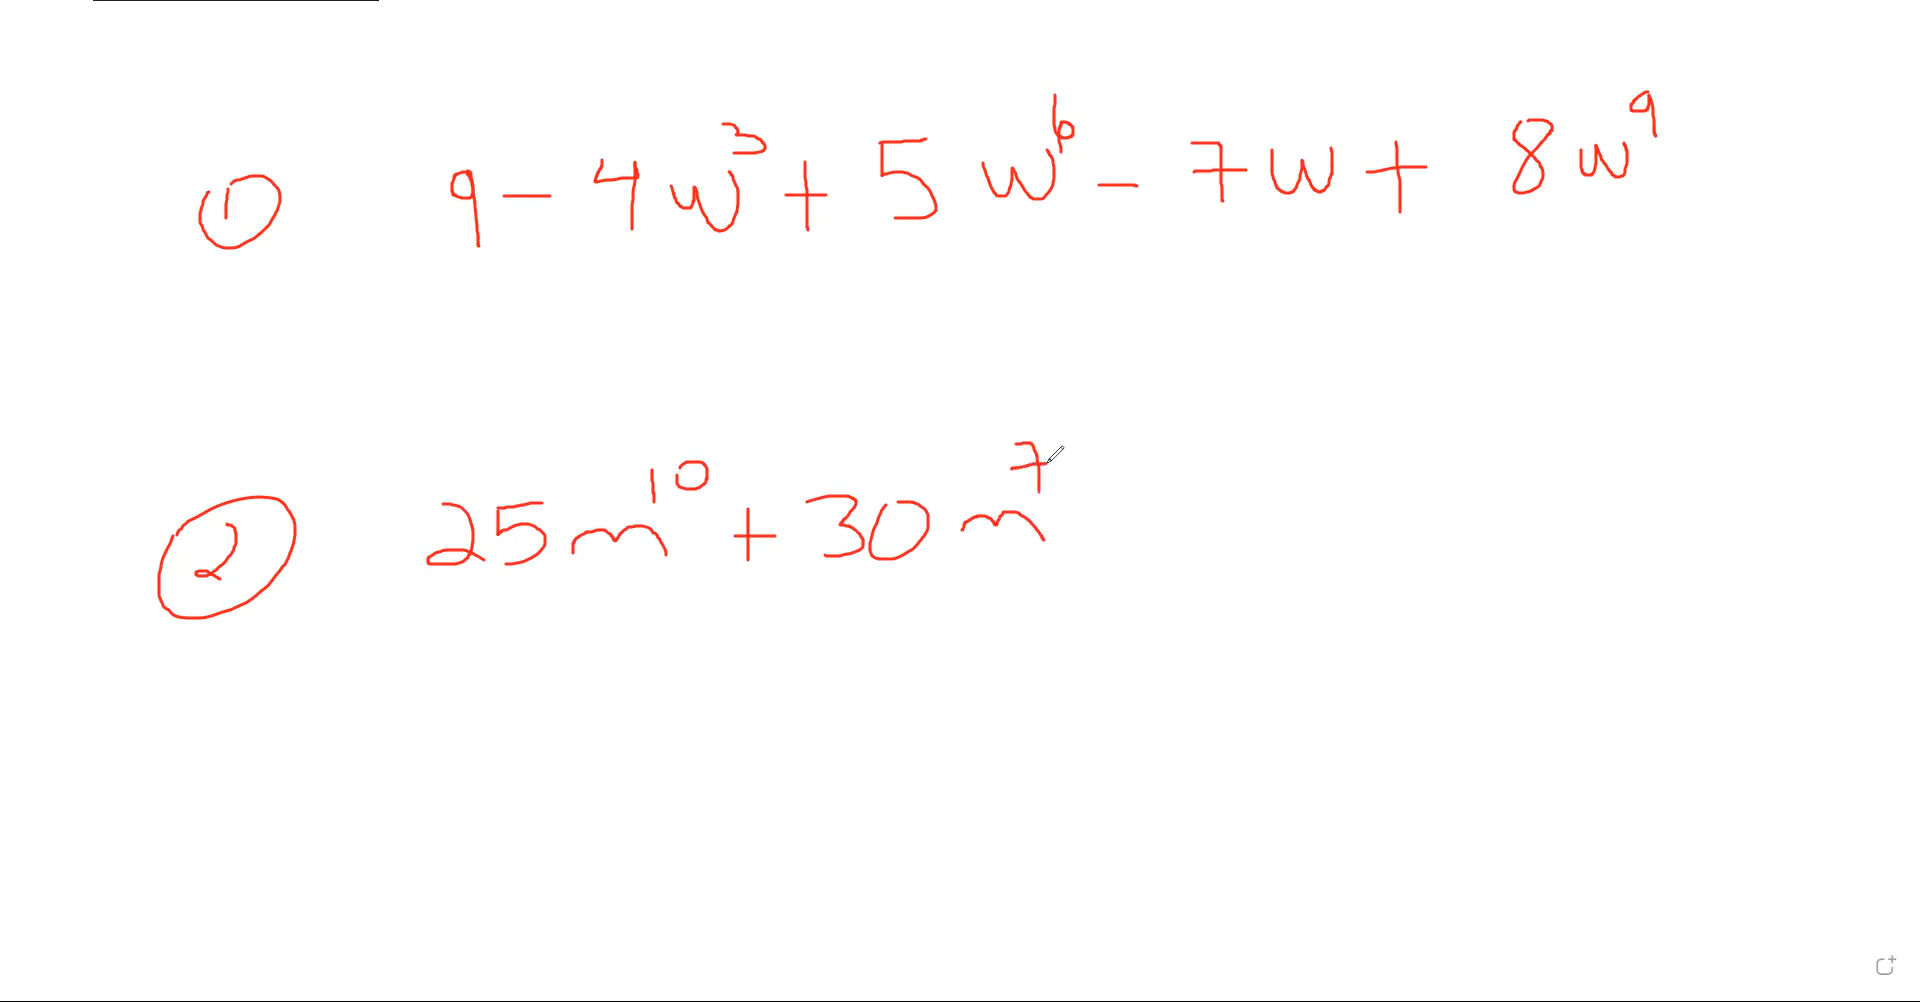 ① 9 - 4w³ + 5w⁶ - 7w + 8w⁹
② 25m¹⁰ + 30m⁷